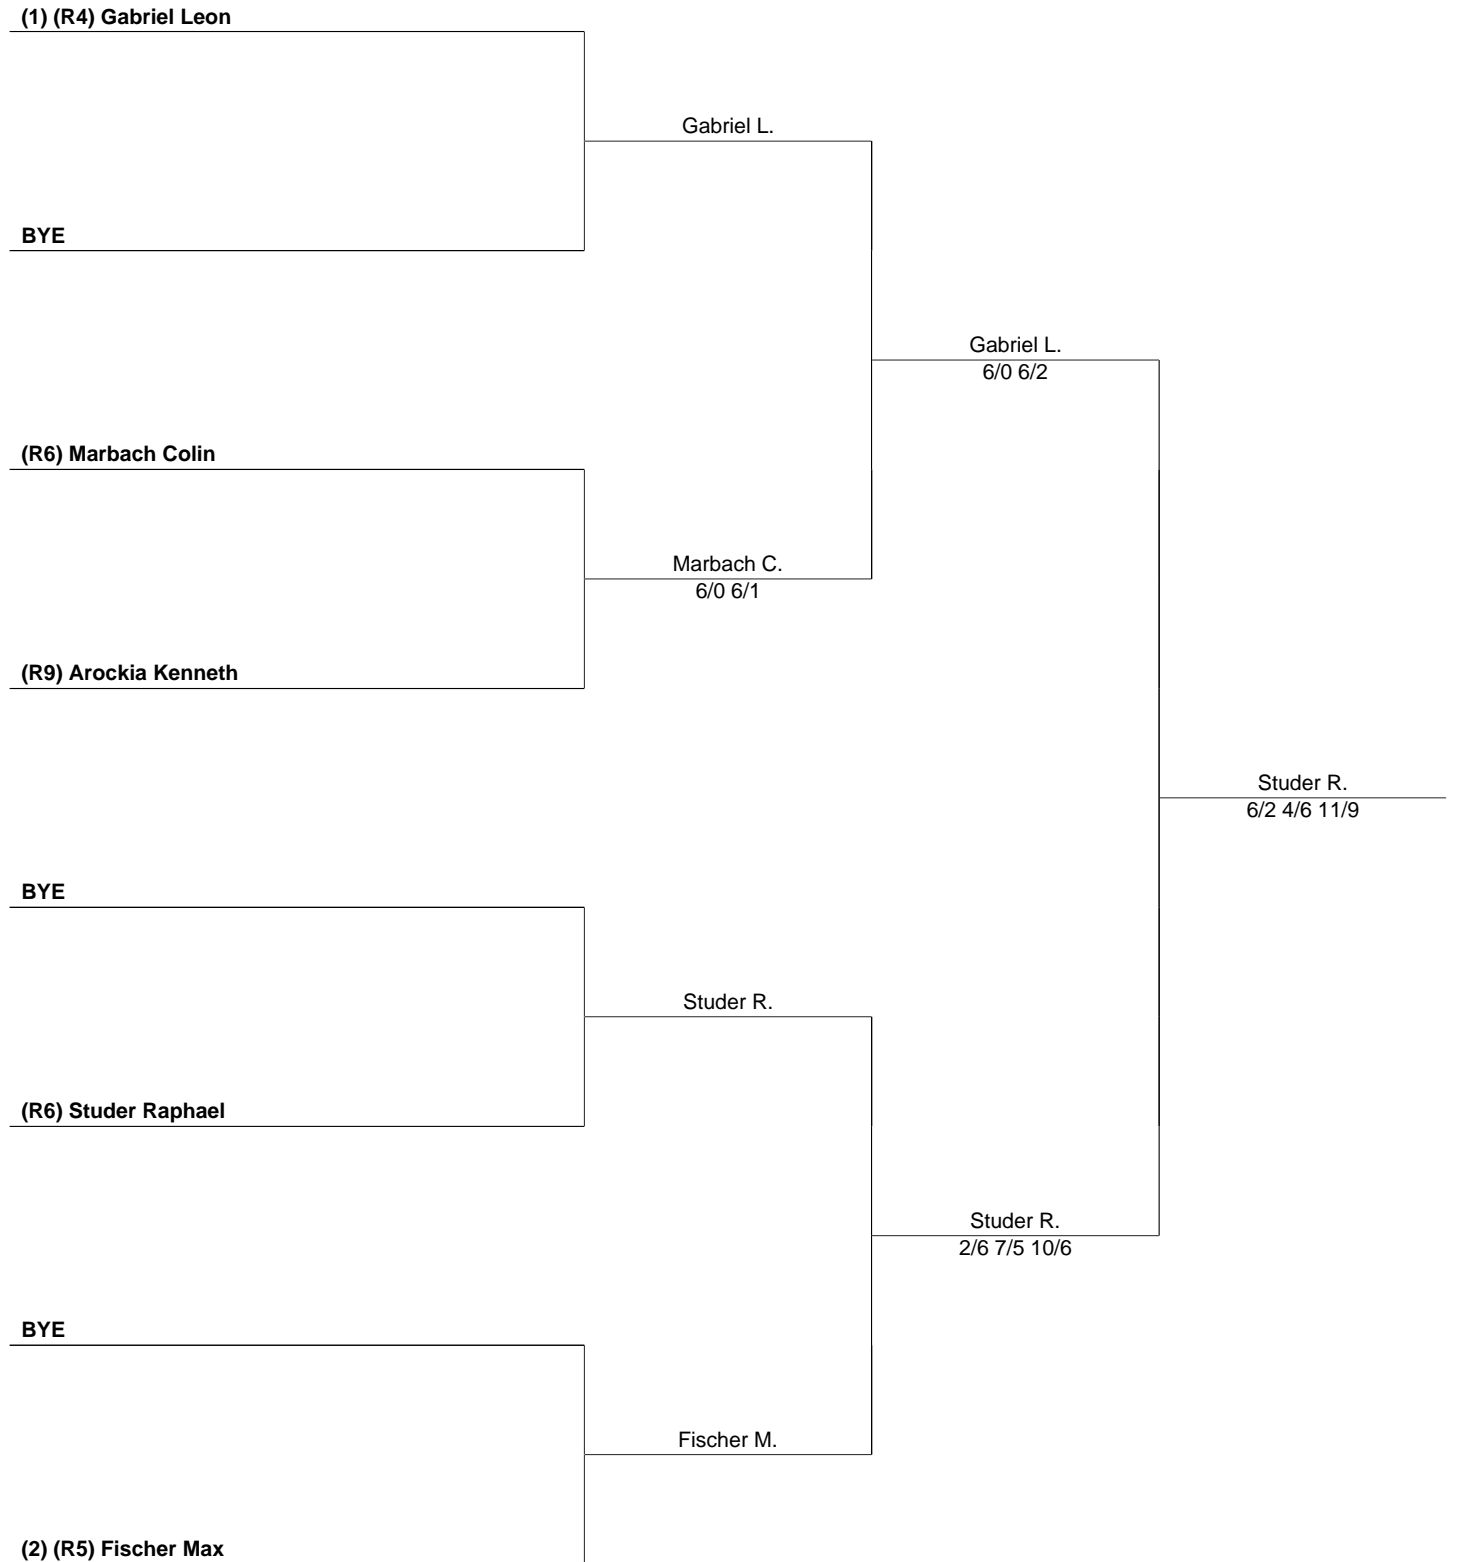 (1) (R4) Gabriel Leon
Gabriel L.
BYE
Gabriel L.
6/0 6/2
(R6) Marbach Colin
Marbach C.
6/0 6/1
(R9) Arockia Kenneth
Studer R.
6/2 4/6 11/9
BYE
Studer R.
(R6) Studer Raphael
Studer R.
2/6 7/5 10/6
BYE
Fischer M.
(2) (R5) Fischer Max